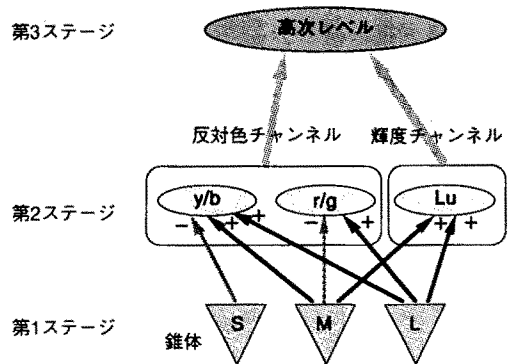 第3ステージ
高次レベル
反対色チャンネル
輝度チャンネル
第2ステージ
y/b
r/g
Lu
− + + − + + +
第1ステージ
錐体
S
M
L